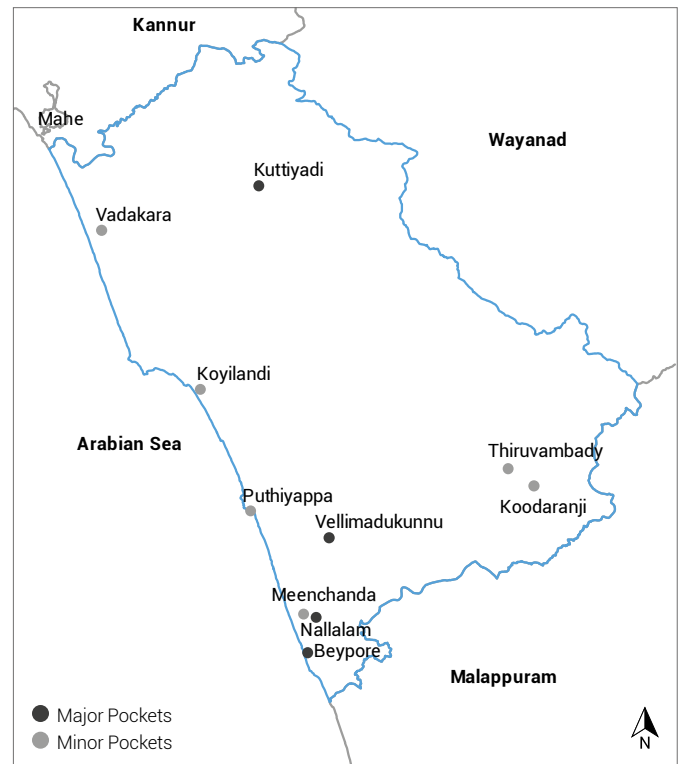 Kannur
Mahe
Wayanad
Kuttiyadi
Vadakara
Koyilandi
Arabian Sea
Thiruvambady
Koodaranji
Puthiyappa
Vellimadukunnu
Meenchanda
Nallalam
Beypore
Malappuram
Major Pockets
Minor Pockets
N